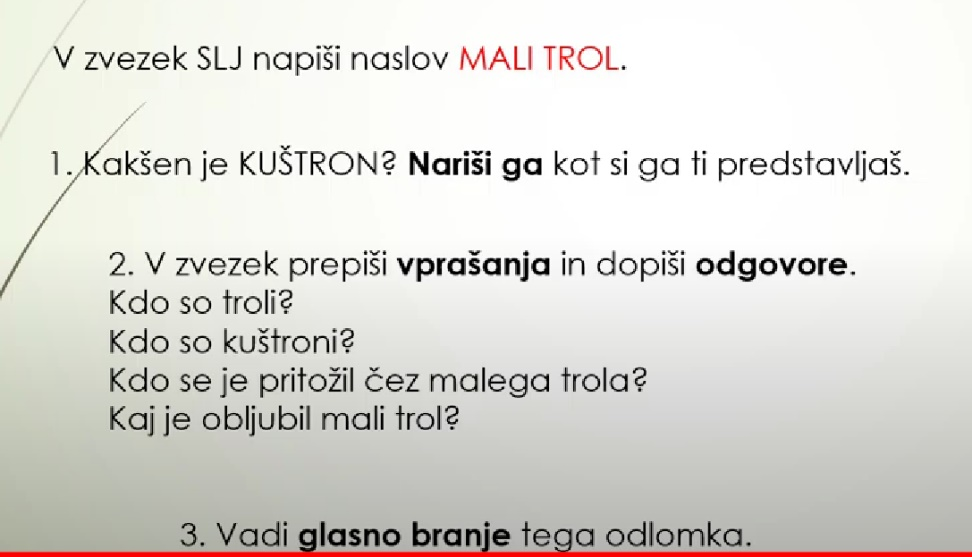 V zvezek SLJ napiši naslov MALI TROL.
1. Kakšen je KUŠTRON? Nariši ga kot si ga ti predstavljaš.
2. V zvezek prepiši vprašanja in dopiši odgovore.
Kdo so troli?
Kdo so kuštroni?
Kdo se je pritožil čez malega trola?
Kaj je obljubil mali trol?
3. Vadi glasno branje tega odlomka.